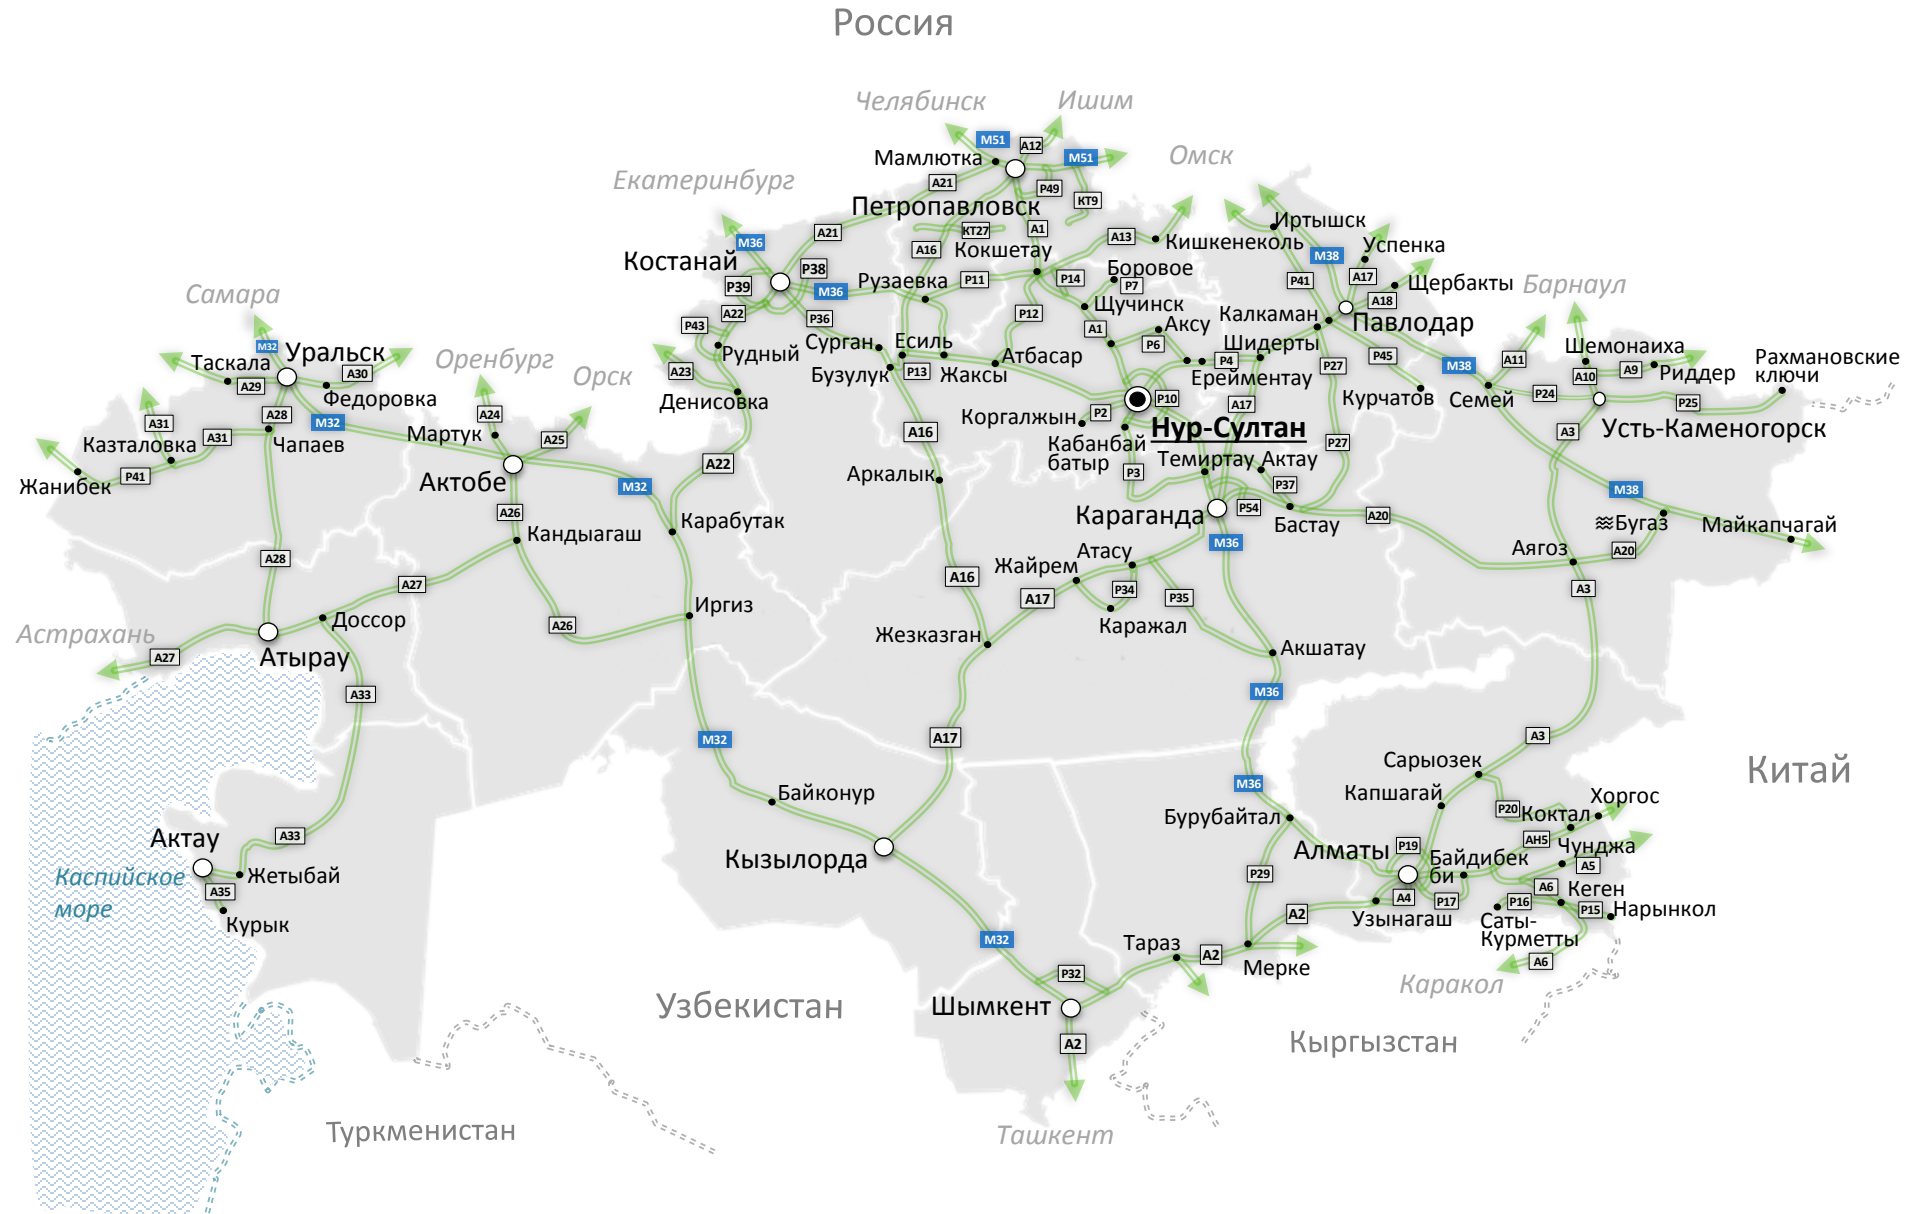 Россия
Челябинск
Ишим
M51
A12
Мамлютка
M51
Омск
Екатеринбург
A21
P49
KT9
Петропавловск
Иртышск
M36
A21
KT27
A1
A13
Кишкенеколь
Успенка
A16
Кокшетау
M38
Костанай
P38
Боровое
A17
Щербакты
Барнаул
P39
M36
Рузаевка
P11
P14
P7
P41
Самара
A18
Щучинск
A22
P36
P12
Калкаман
Павлодар
P43
A1
Аксу
M32
Уральск
Сурган
Есиль
P6
Шидерты
Шемонаиха
Таскала
Оренбург
Рудный
Атбасар
P4
P45
A11
Рахмановские
ключи
A29
A30
Орск
A23
Бузулук
P13
Жаксы
Ерейментау
P27
M38
A10
A9
Риддер
Федоровка
Денисовка
P10
Курчатов
Семей
P24
P25
A28
A24
Коргалжын
P2
A17
A31
M32
Нур-Султан
Усть-Каменогорск
Казталовка
A31
Чапаев
Мартук
A25
A16
Кабанбай
батыр
P27
A3
Жанибек
P41
Актобе
A22
Аркалык
P3
Темиртау
Актау
M32
P37
M38
A26
Карабутак
Караганда
P54
Бастау
A20
Бугаз
Майкапчагай
Кандыагаш
M36
A28
Атасу
Аягоз
A20
A27
Жайрем
A16
P34
A3
Иргиз
A17
P35
Доссор
A26
Каражал
Астрахань
Жезказган
A27
Атырау
Акшатау
A33
M36
M32
A17
A3
Сарыозек
Китай
M36
Капшагай
Байконур
Хоргос
P20
Коктал
Бурубайтал
Актау
A33
AH5
Кызылорда
Алматы
P19
Чунджа
Байдибек
би
A5
Каспийское
море
Жетыбай
P29
A35
A6
Кеген
A4
P17
P16
P15
Нарынкол
Курык
A2
Узынагаш
Саты-
Курметты
M32
Тараз
A2
Мерке
A6
P32
Каракол
Узбекистан
Шымкент
A2
Кыргызстан
Туркменистан
Ташкент